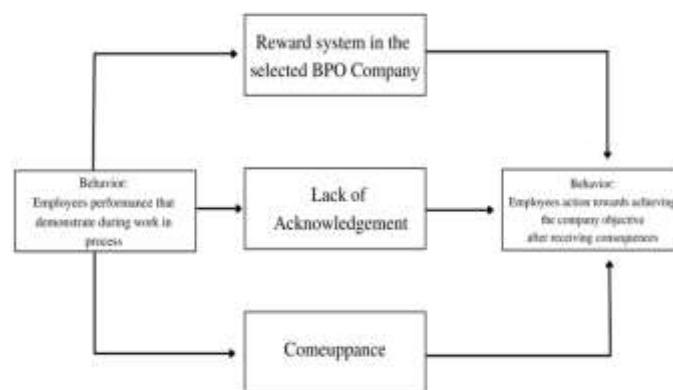 Reward system in the
selected BPO Company
Behavior:
Employees performance that
demonstrate during work in
process
Lack of
Acknowledgement
Behavior:
Employees action towards achieving
the company objective
after receiving consequences
Comeuppance